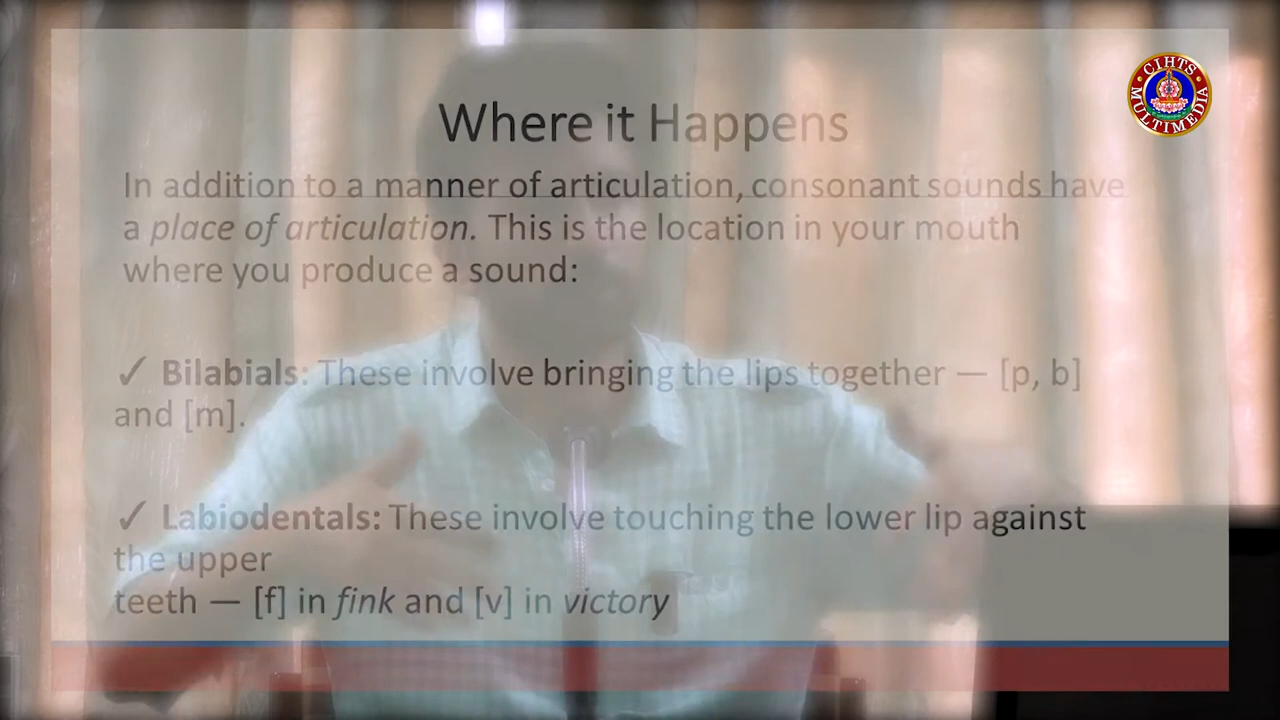 CIHTS
MULTIMEDIA
Where it Happens
In addition to a manner of articulation, consonant sounds have
a place of articulation. This is the location in your mouth
where you produce a sound:
✓ Bilabials: These involve bringing the lips together — [p, b]
and [m].
✓ Labiodentals: These involve touching the lower lip against
the upper
teeth — [f] in fink and [v] in victory